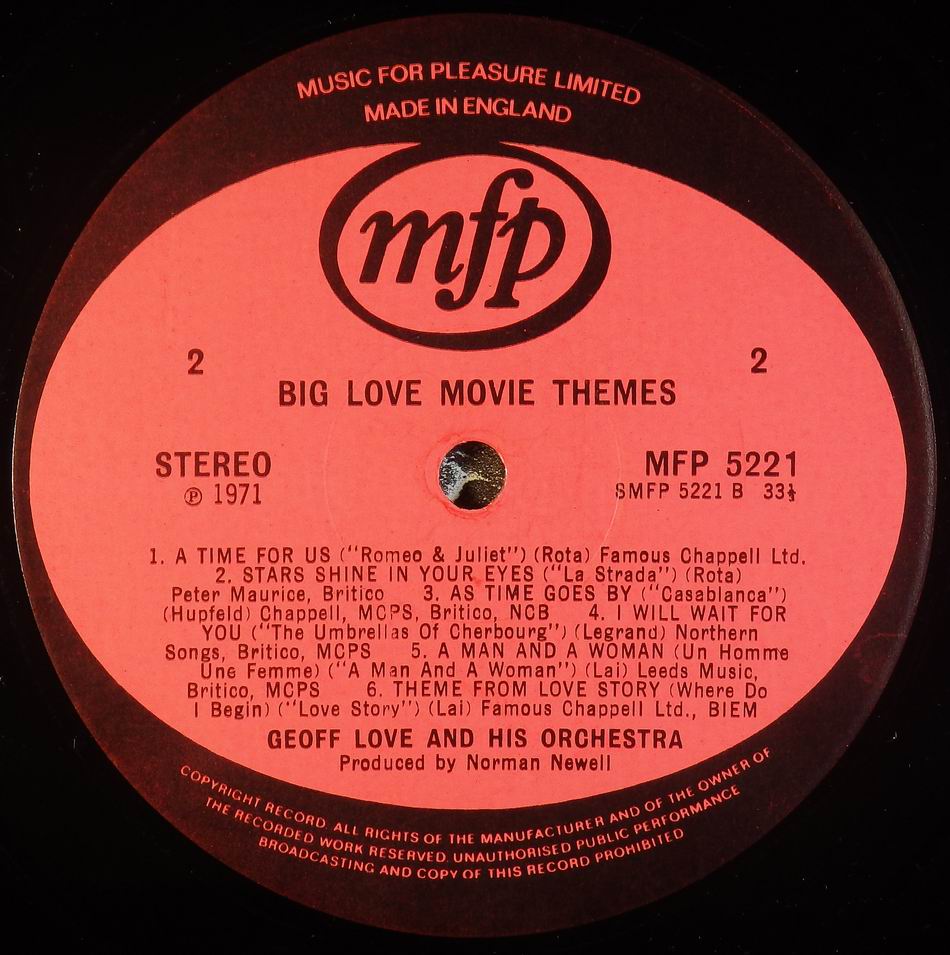 MUSIC FOR PLEASURE LIMITED
MADE IN ENGLAND
mfp
2 2
BIG LOVE MOVIE THEMES
STEREO MFP 5221
℗ 1971 SMFP 5221 B 33⅓
1. A TIME FOR US ("Romeo & Juliet") (Rota) Famous Chappell Ltd.
2. STARS SHINE IN YOUR EYES ("La Strada") (Rota)
Peter Maurice, Britico 3. AS TIME GOES BY ("Casablanca")
(Hupfeld) Chappell, MCPS, Britico, NCB 4. I WILL WAIT FOR
YOU ("The Umbrellas Of Cherbourg") (Legrand) Northern
Songs, Britico, MCPS 5. A MAN AND A WOMAN (Un Homme
Une Femme) ("A Man And A Woman") (Lai) Leeds Music,
Britico, MCPS 6. THEME FROM LOVE STORY (Where Do
I Begin) ("Love Story") (Lai) Famous Chappell Ltd., BIEM
GEOFF LOVE AND HIS ORCHESTRA
Produced by Norman Newell
COPYRIGHT RECORD. ALL RIGHTS OF THE MANUFACTURER AND OF THE OWNER OF
THE RECORDED WORK RESERVED. UNAUTHORISED PUBLIC PERFORMANCE
BROADCASTING AND COPY OF THIS RECORD PROHIBITED